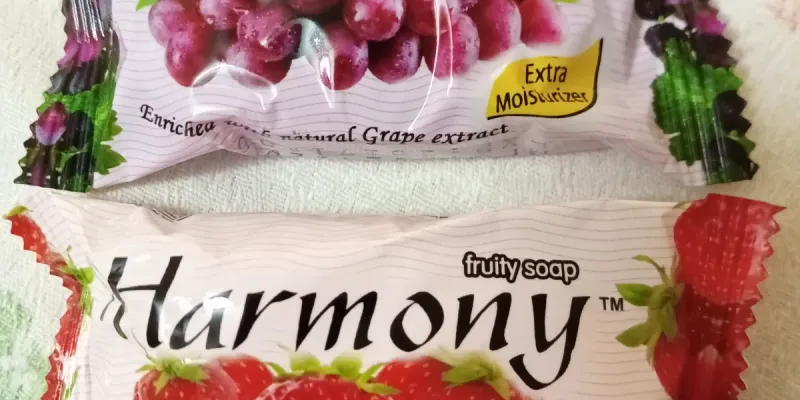 Extra
Moisturizer
Enriched with natural Grape extract
fruity soap
Harmony™